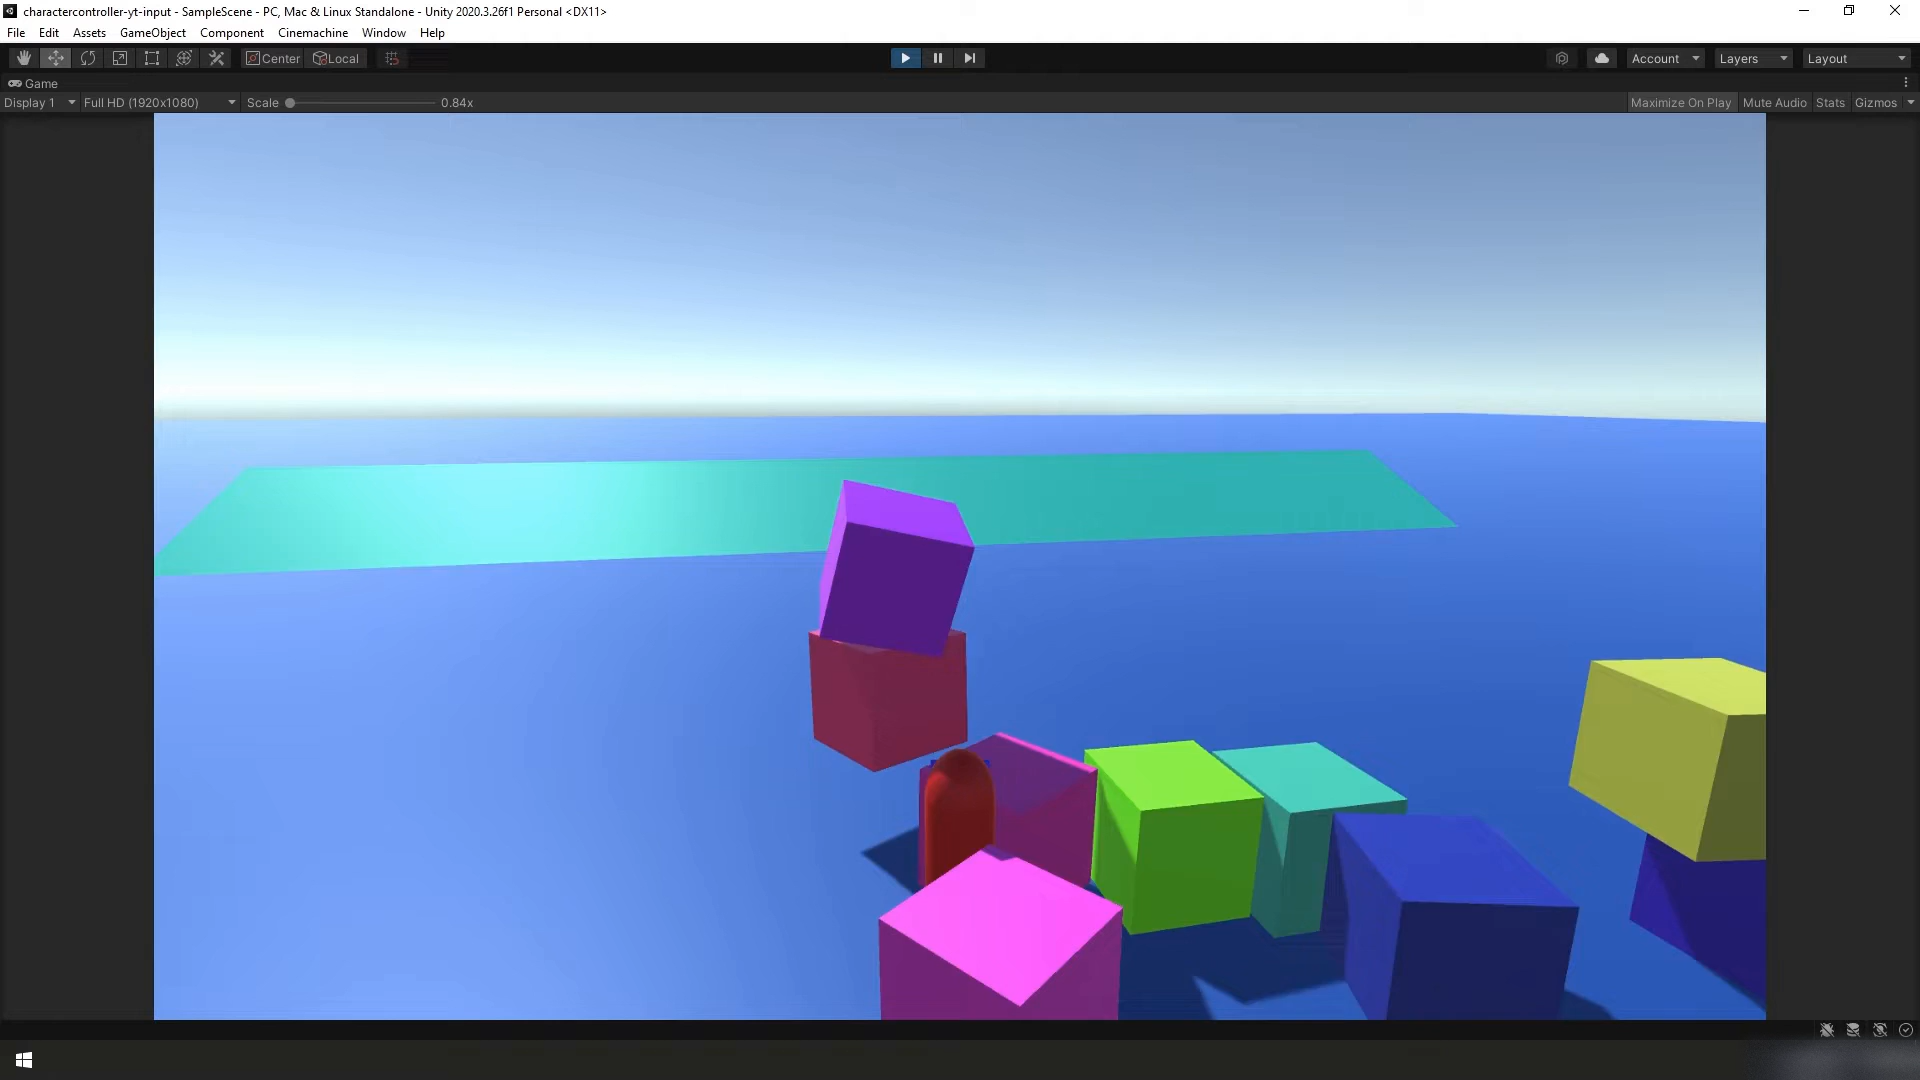 charactercontroller-yt-input - SampleScene - PC, Mac & Linux Standalone - Unity 2020.3.26f1 Personal <DX11>
File Edit Assets GameObject Component Cinemachine Window Help
Center Local Account Layers Layout
Game
Display 1 Full HD (1920x1080) Scale 0.84x Maximize On Play Mute Audio Stats Gizmos